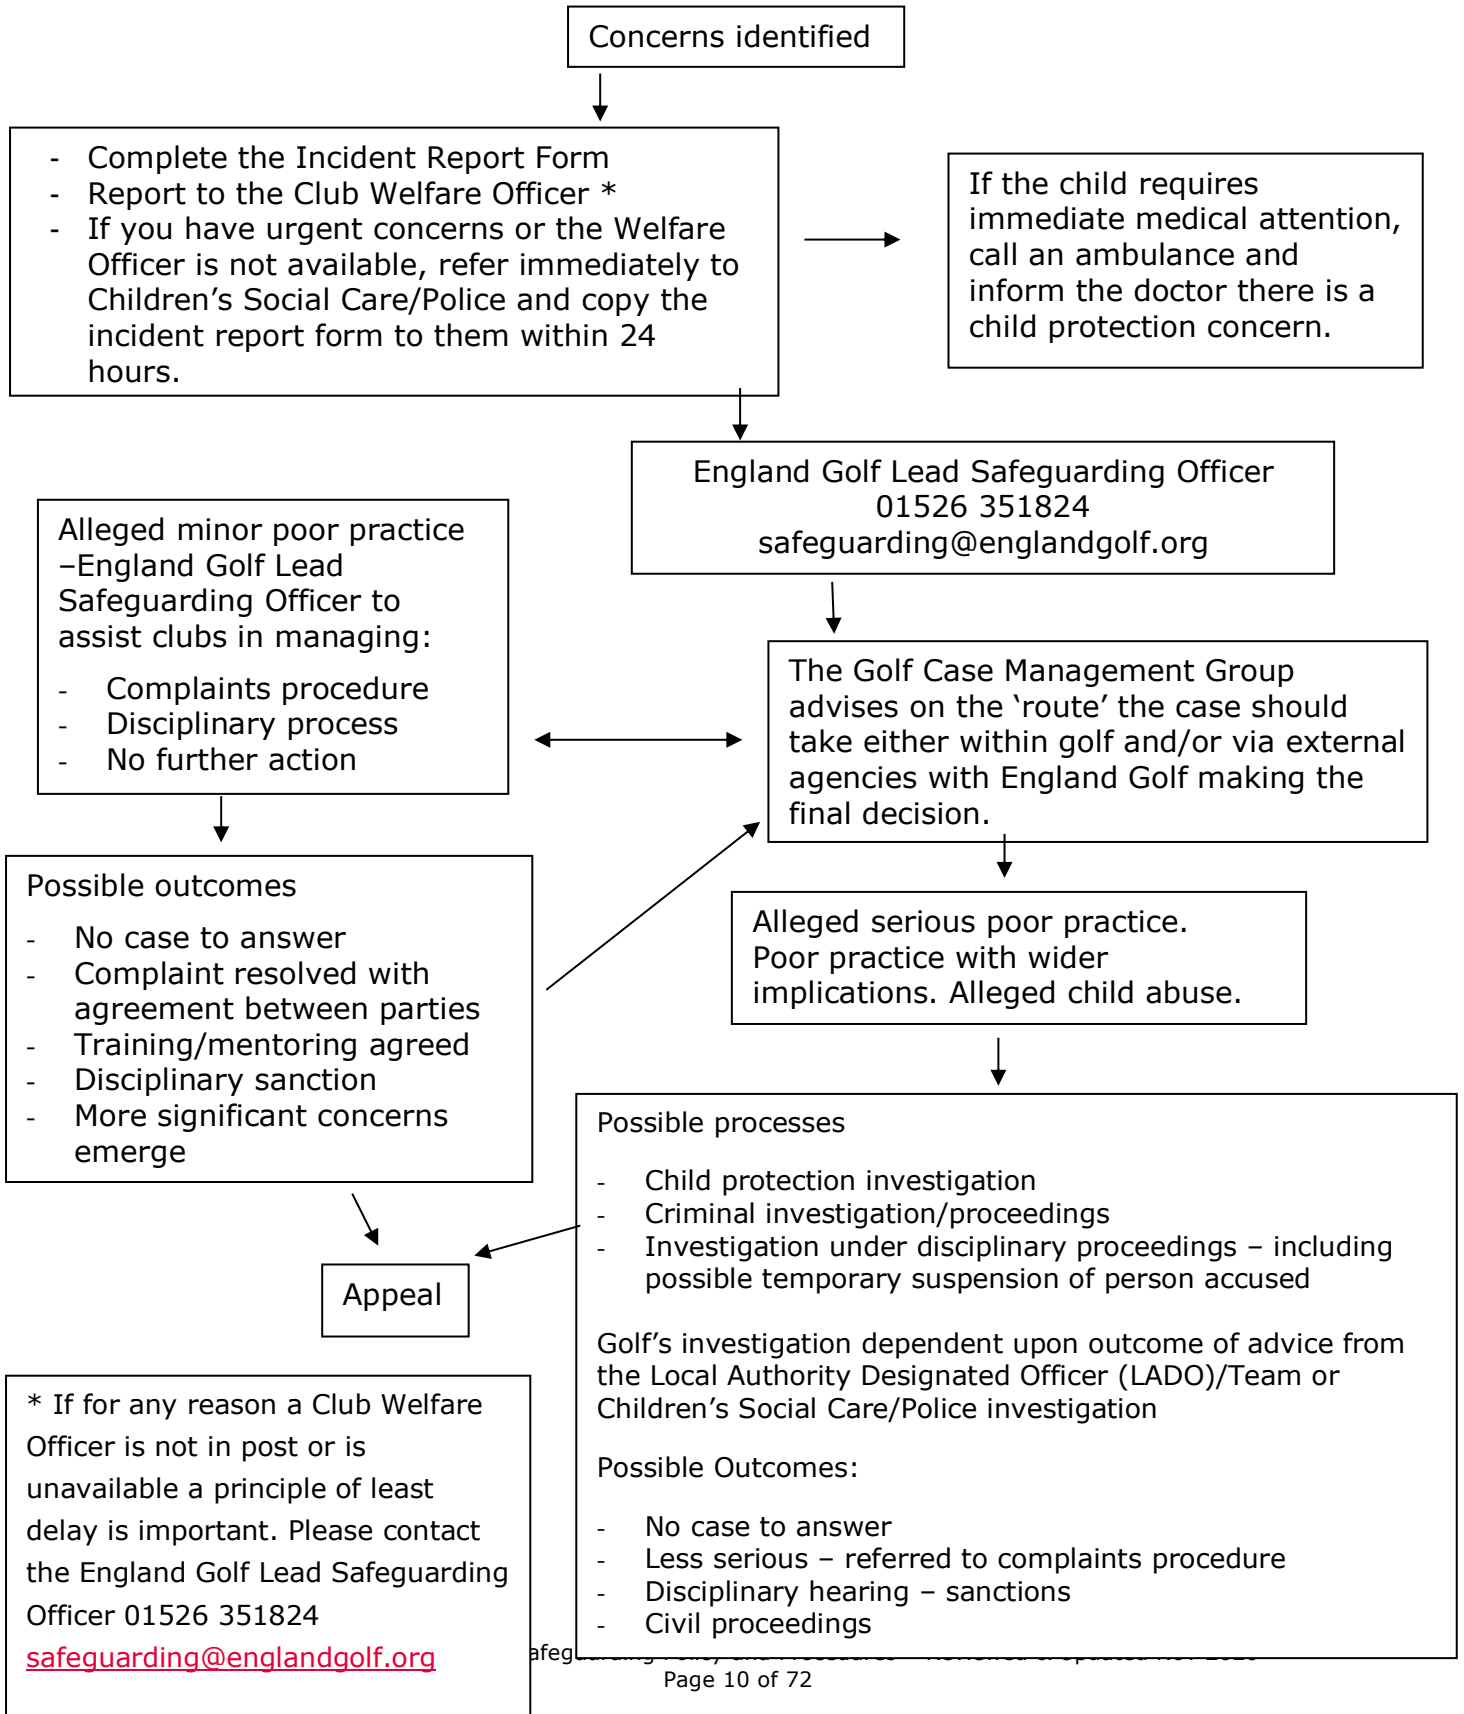 Concerns identified
- Complete the Incident Report Form
- Report to the Club Welfare Officer *
- If you have urgent concerns or the Welfare
Officer is not available, refer immediately to
Children’s Social Care/Police and copy the
incident report form to them within 24
hours.
If the child requires
immediate medical attention,
call an ambulance and
inform the doctor there is a
child protection concern.
England Golf Lead Safeguarding Officer
01526 351824
safeguarding@englandgolf.org
Alleged minor poor practice
–England Golf Lead
Safeguarding Officer to
assist clubs in managing:
- Complaints procedure
- Disciplinary process
- No further action
The Golf Case Management Group
advises on the ‘route’ the case should
take either within golf and/or via external
agencies with England Golf making the
final decision.
Possible outcomes
- No case to answer
- Complaint resolved with
agreement between parties
- Training/mentoring agreed
- Disciplinary sanction
- More significant concerns
emerge
Alleged serious poor practice.
Poor practice with wider
implications. Alleged child abuse.
Possible processes
- Child protection investigation
- Criminal investigation/proceedings
- Investigation under disciplinary proceedings – including
possible temporary suspension of person accused
Golf’s investigation dependent upon outcome of advice from
the Local Authority Designated Officer (LADO)/Team or
Children’s Social Care/Police investigation
Possible Outcomes:
- No case to answer
- Less serious – referred to complaints procedure
- Disciplinary hearing – sanctions
- Civil proceedings
Appeal
* If for any reason a Club Welfare
Officer is not in post or is
unavailable a principle of least
delay is important. Please contact
the England Golf Lead Safeguarding
Officer 01526 351824
safeguarding@englandgolf.org
Page 10 of 72